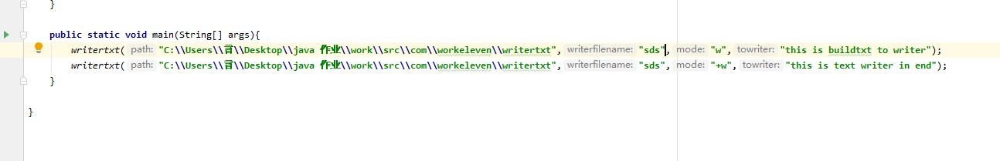 }
public static void main(String[] args){
writertxt( path: "C:\\Users\\言\\Desktop\\java 作业\\work\\src\\com\\workeleven\\writertxt", writerfilename: "sds", mode: "w", towriter: "this is buildtxt to writer");
writertxt( path: "C:\\Users\\言\\Desktop\\java 作业\\work\\src\\com\\workeleven\\writertxt", writerfilename: "sds", mode: "+w", towriter: "this is text writer in end");
}
}